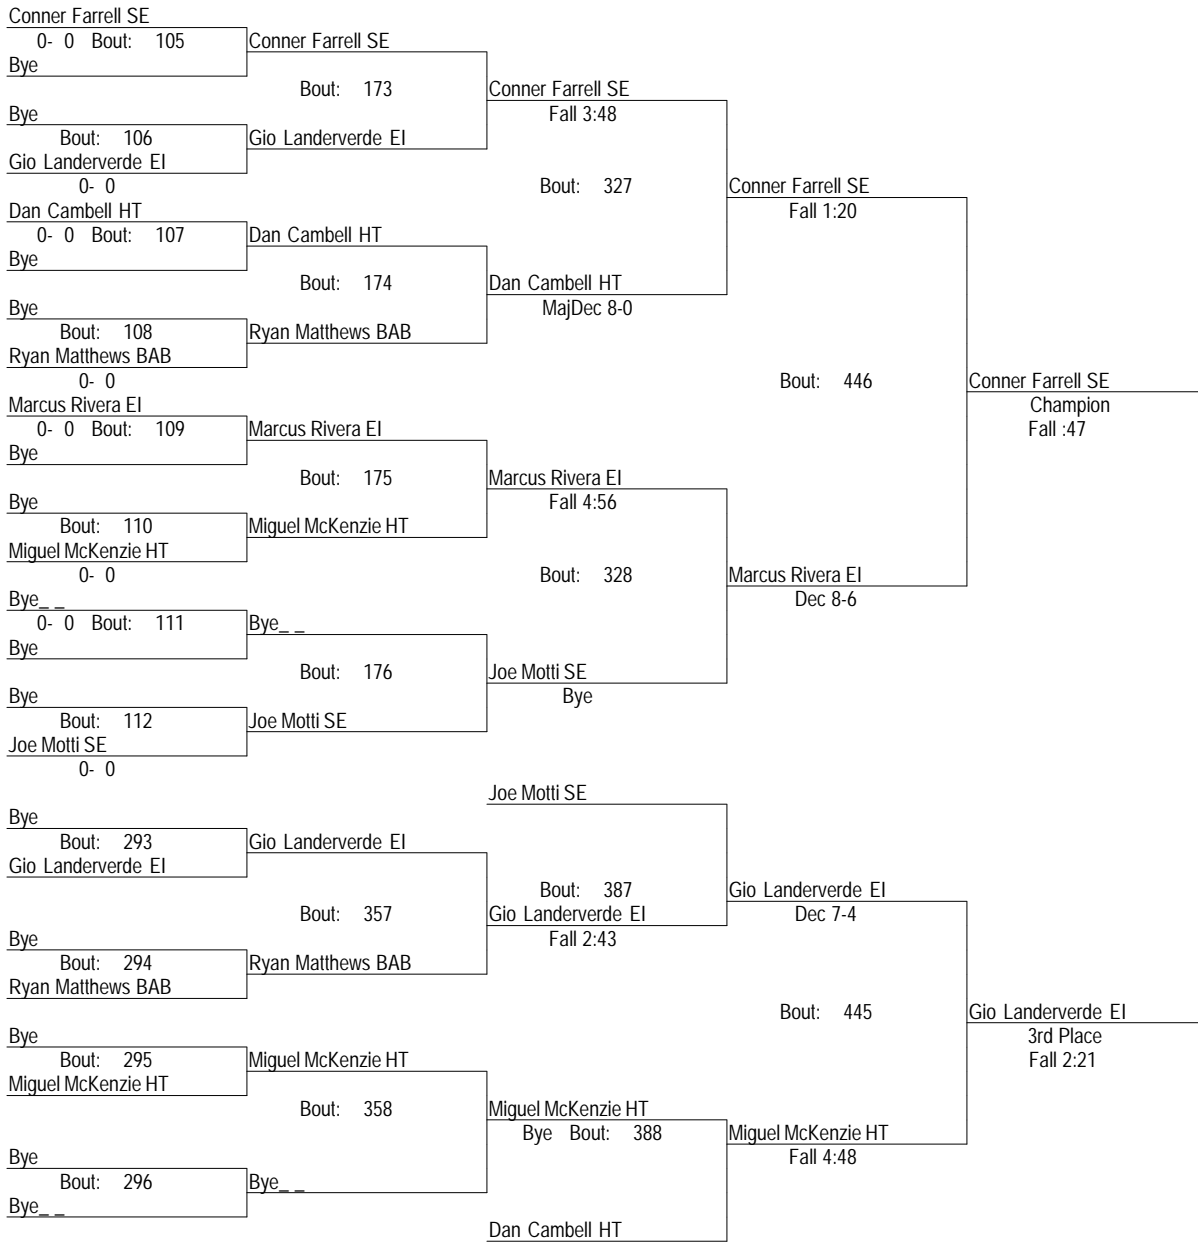 Conner Farrell SE
0- 0 Bout: 105 Conner Farrell SE
Bye
Bout: 173 Conner Farrell SE
Bye Fall 3:48
Bout: 106 Gio Landerverde EI
Gio Landerverde EI
0- 0 Bout: 327 Conner Farrell SE
Dan Cambell HT Fall 1:20
0- 0 Bout: 107 Dan Cambell HT
Bye
Bout: 174 Dan Cambell HT
Bye MajDec 8-0
Bout: 108 Ryan Matthews BAB
Ryan Matthews BAB
0- 0 Bout: 446 Conner Farrell SE
Marcus Rivera EI Champion
0- 0 Bout: 109 Marcus Rivera EI Fall :47
Bye
Bout: 175 Marcus Rivera EI
Bye Fall 4:56
Bout: 110 Miguel McKenzie HT
Miguel McKenzie HT
0- 0 Bout: 328 Marcus Rivera EI
Bye_ _ Dec 8-6
0- 0 Bout: 111 Bye_ _
Bye
Bout: 176 Joe Motti SE
Bye Bye
Bout: 112 Joe Motti SE
Joe Motti SE
0- 0
Joe Motti SE
Bye
Bout: 293 Gio Landerverde EI
Gio Landerverde EI
Bout: 387 Gio Landerverde EI
Bout: 357 Gio Landerverde EI Dec 7-4
Bye Fall 2:43
Bout: 294 Ryan Matthews BAB
Ryan Matthews BAB
Bout: 445 Gio Landerverde EI
Bye 3rd Place
Bout: 295 Miguel McKenzie HT Fall 2:21
Miguel McKenzie HT
Bout: 358 Miguel McKenzie HT
Bye Bout: 388 Miguel McKenzie HT
Bye Fall 4:48
Bout: 296 Bye_ _
Bye_ _
Dan Cambell HT